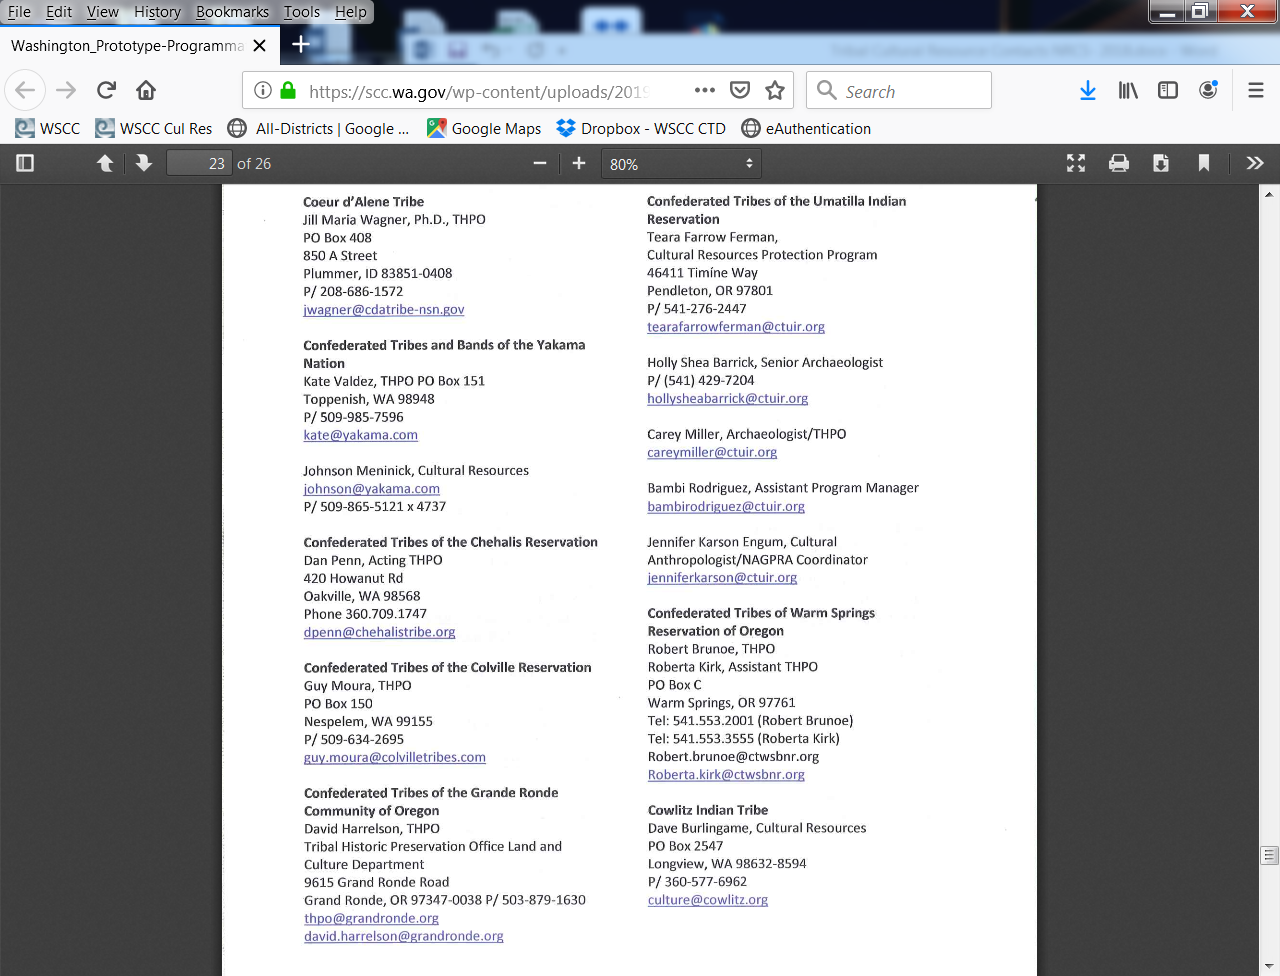 File Edit View History Bookmarks Tools Help
Washington_Prototype-Programma
https://scc.wa.gov/wp-content/uploads/2019
Search
WSCC
WSCC Cul Res
All-Districts | Google ...
Google Maps
Dropbox - WSCC CTD
eAuthentication
23 of 26
80%
Coeur d'Alene Tribe
Jill Maria Wagner, Ph.D., THPO
PO Box 408
850 A Street
Plummer, ID 83851-0408
P/ 208-686-1572
jwagner@cdatribe-nsn.gov
Confederated Tribes and Bands of the Yakama
Nation
Kate Valdez, THPO PO Box 151
Toppenish, WA 98948
P/ 509-985-7596
kate@yakama.com
Johnson Meninick, Cultural Resources
johnson@yakama.com
P/ 509-865-5121 x 4737
Confederated Tribes of the Chehalis Reservation
Dan Penn, Acting THPO
420 Howanut Rd
Oakville, WA 98568
Phone 360.709.1747
dpenn@chehalistribe.org
Confederated Tribes of the Colville Reservation
Guy Moura, THPO
PO Box 150
Nespelem, WA 99155
P/ 509-634-2695
guy.moura@colvilletribes.com
Confederated Tribes of the Grande Ronde
Community of Oregon
David Harrelson, THPO
Tribal Historic Preservation Office Land and
Culture Department
9615 Grand Ronde Road
Grand Ronde, OR 97347-0038 P/ 503-879-1630
thpo@grandronde.org
david.harrelson@grandronde.org
Confederated Tribes of the Umatilla Indian
Reservation
Teara Farrow Ferman,
Cultural Resources Protection Program
46411 Timíne Way
Pendleton, OR 97801
P/ 541-276-2447
tearafarrowferman@ctuir.org
Holly Shea Barrick, Senior Archaeologist
P/ (541) 429-7204
hollysheabarrick@ctuir.org
Carey Miller, Archaeologist/THPO
careymiller@ctuir.org
Bambi Rodriguez, Assistant Program Manager
bambirodriguez@ctuir.org
Jennifer Karson Engum, Cultural
Anthropologist/NAGPRA Coordinator
jenniferkarson@ctuir.org
Confederated Tribes of Warm Springs
Reservation of Oregon
Robert Brunoe, THPO
Roberta Kirk, Assistant THPO
PO Box C
Warm Springs, OR 97761
Tel: 541.553.2001 (Robert Brunoe)
Tel: 541.553.3555 (Roberta Kirk)
Robert.brunoe@ctwsbnr.org
Roberta.kirk@ctwsbnr.org
Cowlitz Indian Tribe
Dave Burlingame, Cultural Resources
PO Box 2547
Longview, WA 98632-8594
P/ 360-577-6962
culture@cowlitz.org